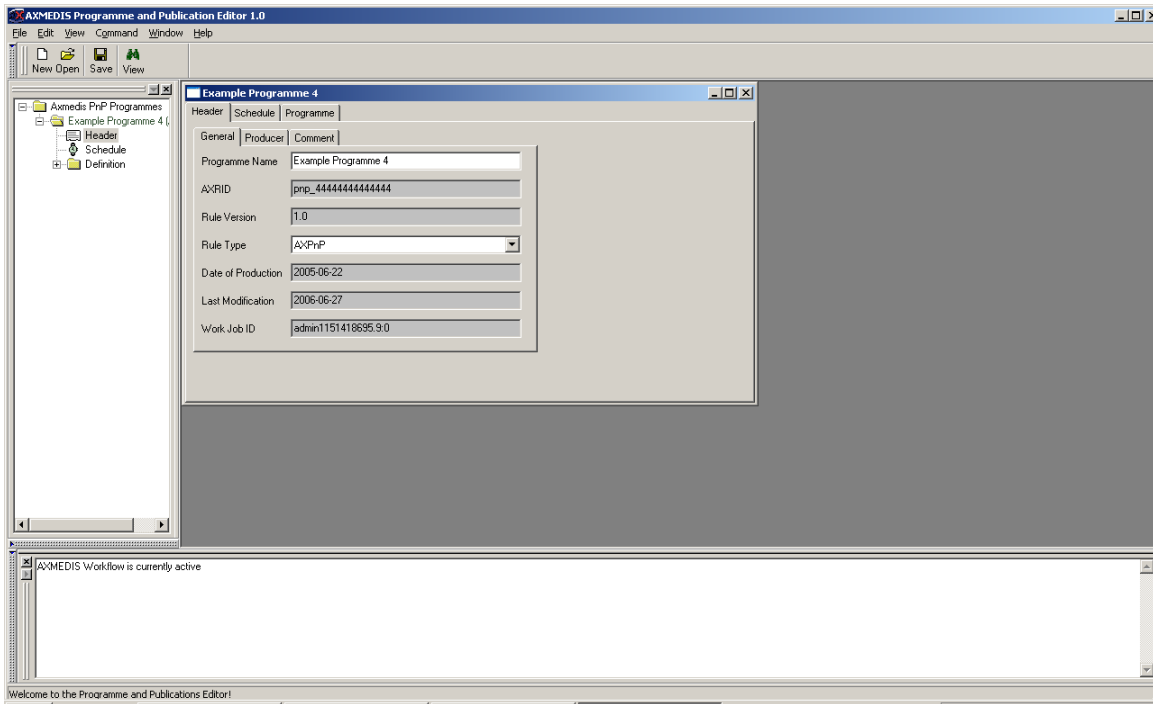 AXMEDIS Programme and Publication Editor 1.0
File Edit View Command Window Help
New Open Save View
Axmedis PnP Programmes
Example Programme 4 (
Header
Schedule
Definition
Example Programme 4
Header Schedule Programme
General Producer Comment
Programme Name Example Programme 4
AXRID pnp_44444444444444
Rule Version 1.0
Rule Type AXPnP
Date of Production 2005-06-22
Last Modification 2006-06-27
Work Job ID admin1151418695.9:0
AXMEDIS Workflow is currently active
Welcome to the Programme and Publications Editor!